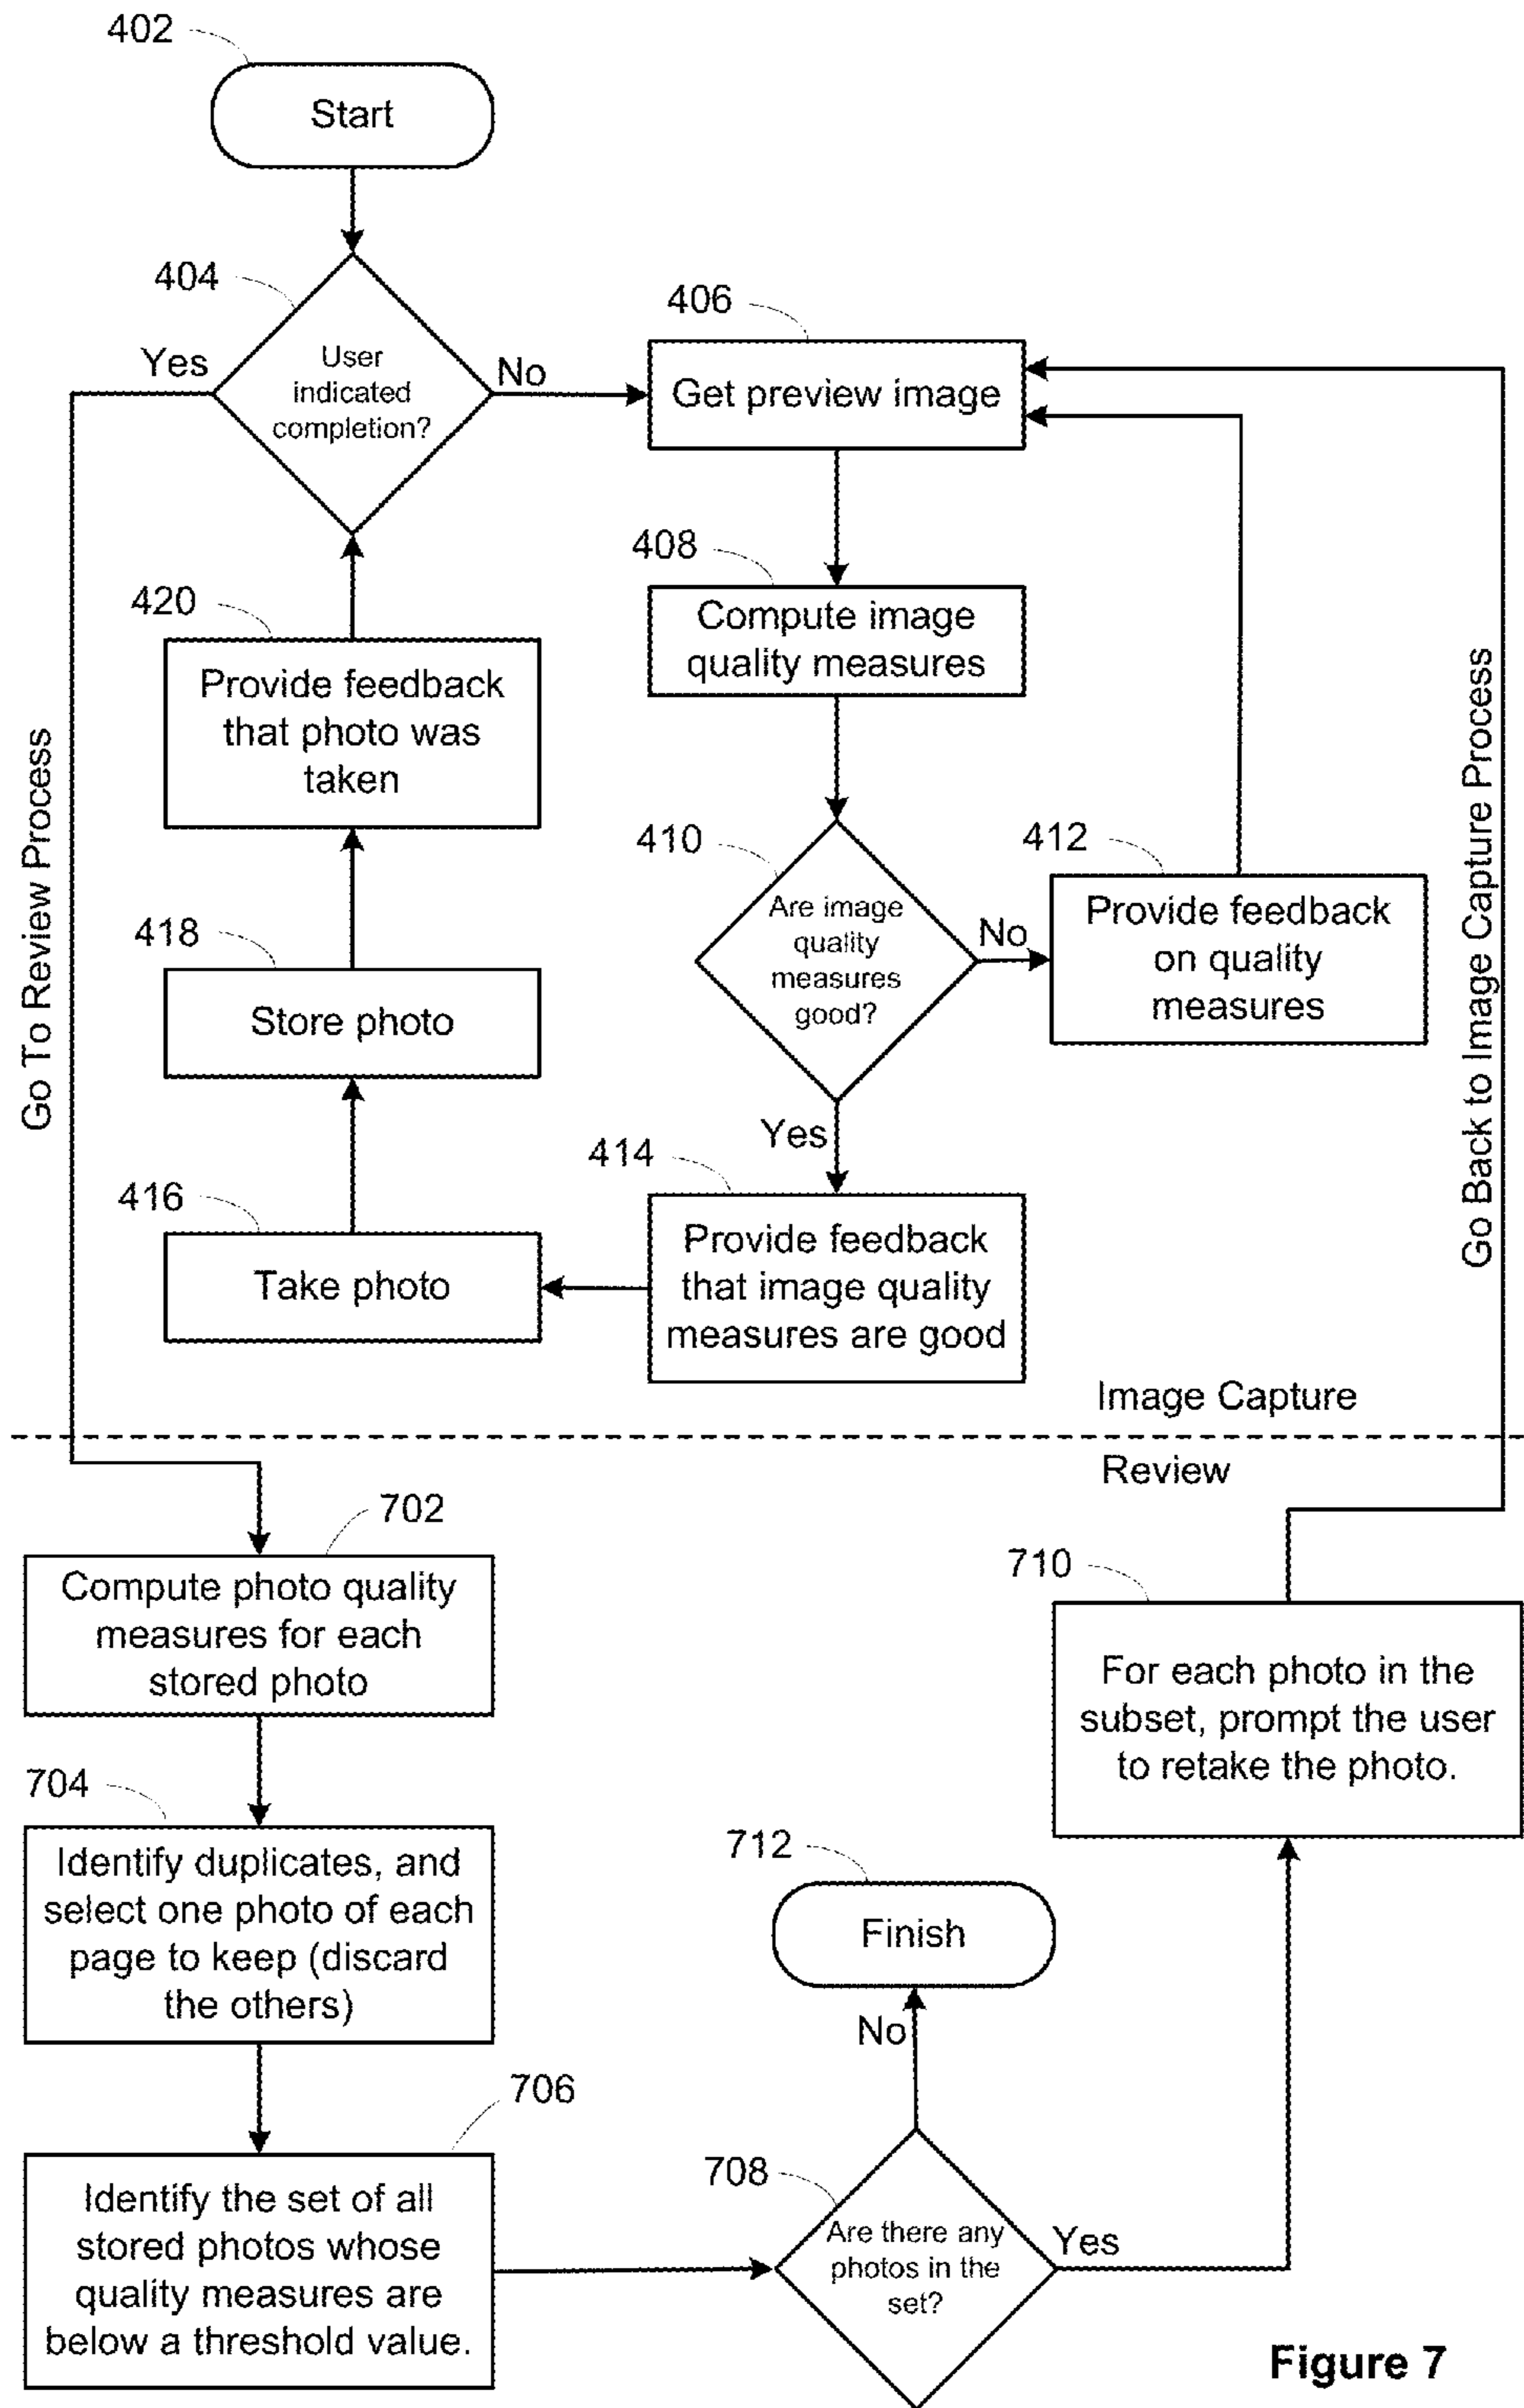 402
Start
404
User
indicated
completion?
Yes
No
406
Get preview image
408
Compute image
quality measures
410
Are image
quality
measures
good?
No
412
Provide feedback
on quality
measures
Yes
414
Provide feedback
that image quality
measures are good
416
Take photo
418
Store photo
420
Provide feedback
that photo was
taken
Go To Review Process
Go Back to Image Capture Process
Image Capture
Review
702
Compute photo quality
measures for each
stored photo
704
Identify duplicates, and
select one photo of each
page to keep (discard
the others)
706
Identify the set of all
stored photos whose
quality measures are
below a threshold value.
708
Are there any
photos in the
set?
No
Yes
712
Finish
710
For each photo in the
subset, prompt the user
to retake the photo.
Figure 7